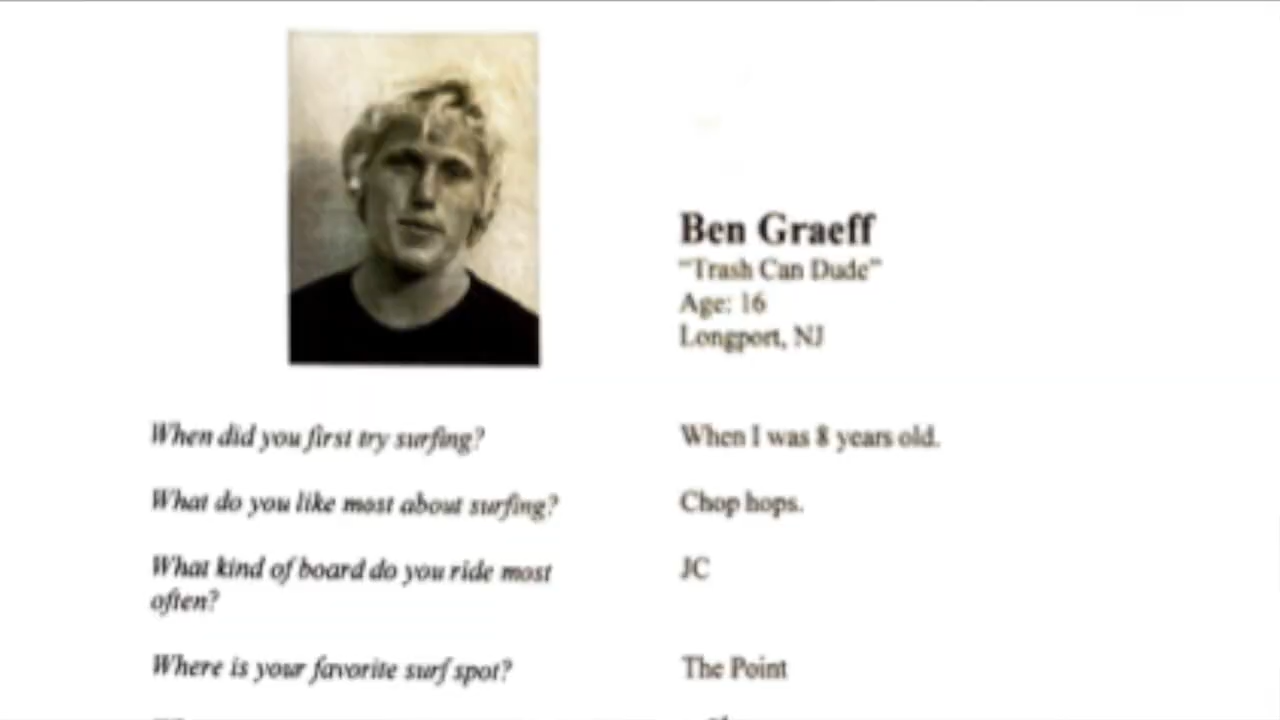 Ben Graeff
"Trash Can Dude"
Age: 16
Longport, NJ
When did you first try surfing?
When I was 8 years old.
What do you like most about surfing?
Chop hops.
What kind of board do you ride most
often?
JC
Where is your favorite surf spot?
The Point